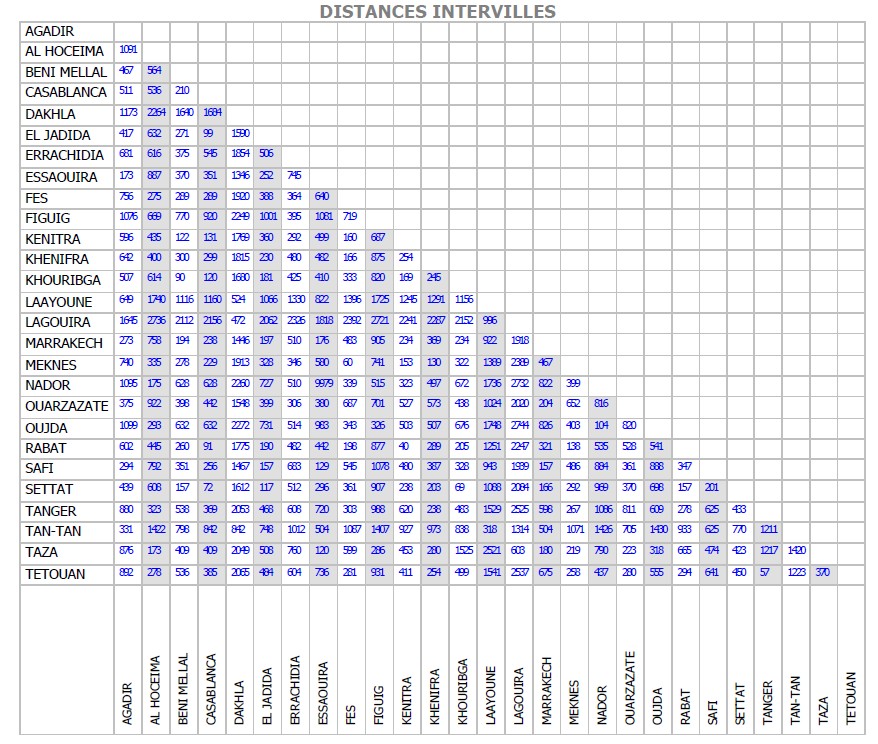 DISTANCES INTERVILLES
AGADIR
AL HOCEIMA 1091
BENI MELLAL 467 564
CASABLANCA 511 536 210
DAKHLA 1173 2264 1640 1684
EL JADIDA 417 632 271 99 1590
ERRACHIDIA 681 616 375 545 1854 506
ESSAOUIRA 173 887 370 351 1346 252 745
FES 756 275 289 289 1920 388 364 640
FIGUIG 1076 669 770 920 2249 1001 395 1081 719
KENITRA 596 435 122 131 1769 360 292 499 160 687
KHENIFRA 642 400 300 299 1815 230 480 482 166 875 254
KHOURIBGA 507 614 90 120 1680 181 425 410 333 820 169 245
LAAYOUNE 649 1740 1116 1160 524 1066 1330 822 1396 1725 1245 1291 1156
LAGOUIRA 1645 2736 2112 2156 472 2062 2326 1818 2392 2721 2241 2287 2152 996
MARRAKECH 273 758 194 238 1446 197 510 176 483 905 234 369 234 922 1918
MEKNES 740 335 278 229 1913 328 346 580 60 741 153 130 122 1389 2389 467
NADOR 1095 175 628 628 2260 727 510 9979 339 515 323 497 672 1736 2732 822 399
OUARZAZATE 375 922 398 442 1548 399 306 380 687 701 527 573 438 1024 2020 204 652 816
OUJDA 1099 293 632 632 2272 731 514 983 343 326 503 507 676 1748 2744 826 403 104 820
RABAT 602 445 260 91 1775 190 482 442 198 877 40 289 205 1251 2247 321 138 535 528 541
SAFI 294 792 351 256 1467 157 683 129 545 1078 480 387 328 943 1939 157 486 884 361 888 347
SETTAT 439 608 157 72 1612 117 512 296 361 907 238 203 69 1088 2084 166 292 969 370 698 157 201
TANGER 880 323 538 369 2053 468 608 720 303 988 620 238 483 1529 2525 598 267 1086 811 609 278 625 433
TAN-TAN 331 1422 798 842 842 748 1012 504 1087 1407 927 973 838 318 1314 504 1071 1426 705 1430 933 625 770 1211
TAZA 876 173 409 409 2049 508 760 120 599 286 453 280 1525 2521 603 180 219 790 223 318 665 474 423 1217 1420
TETOUAN 892 278 536 385 2065 484 604 736 281 931 411 254 499 1541 2537 675 258 437 280 555 294 641 450 57 1223 370
AGADIR
AL HOCEIMA
BENI MELLAL
CASABLANCA
DAKHLA
EL JADIDA
ERRACHIDIA
ESSAOUIRA
FES
FIGUIG
KENITRA
KHENIFRA
KHOURIBGA
LAAYOUNE
LAGOUIRA
MARRAKECH
MEKNES
NADOR
OUARZAZATE
OUJDA
RABAT
SAFI
SETTAT
TANGER
TAN-TAN
TAZA
TETOUAN